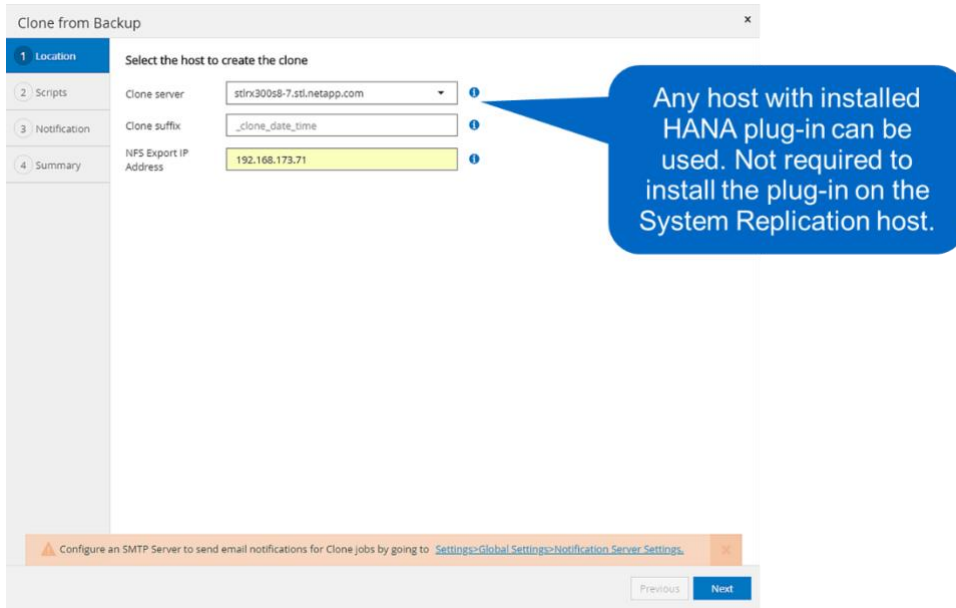 Clone from Backup
x
1 Location
2 Scripts
3 Notification
4 Summary
Select the host to create the clone
Clone server
stlrx300s8-7.stl.netapp.com
Clone suffix
_clone_date_time
NFS Export IP
Address
192.168.173.71
Any host with installed
HANA plug-in can be
used. Not required to
install the plug-in on the
System Replication host.
Configure an SMTP Server to send email notifications for Clone jobs by going to Settings>Global Settings>Notification Server Settings.
x
Previous
Next